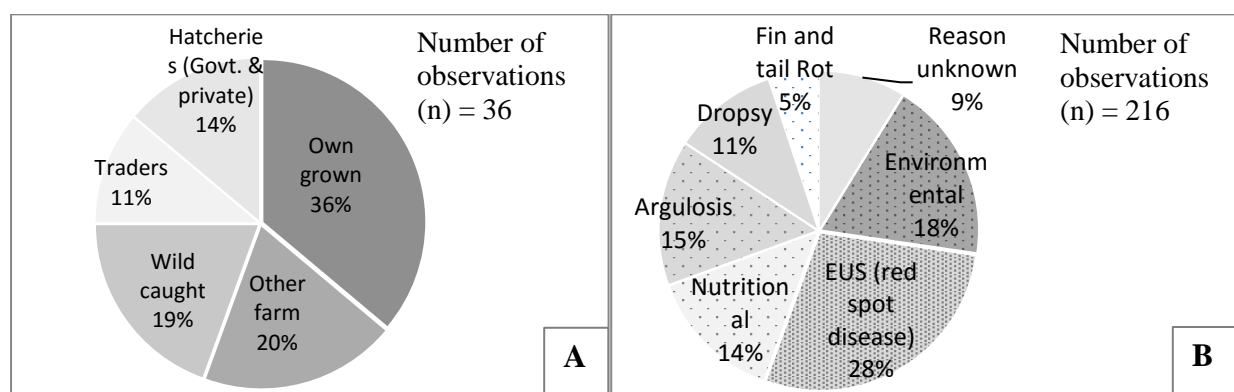 Hatcherie
s (Govt. &
private)
14%
Number of
observations
(n) = 36
Own
grown
36%
Traders
11%
Wild
caught
19%
Other
farm
20%
A
Fin and
tail Rot
5%
Reason
unknown
9%
Number of
observations
(n) = 216
Dropsy
11%
Environm
ental
18%
Argulosis
15%
EUS (red
spot
disease)
28%
Nutrition
al
14%
B